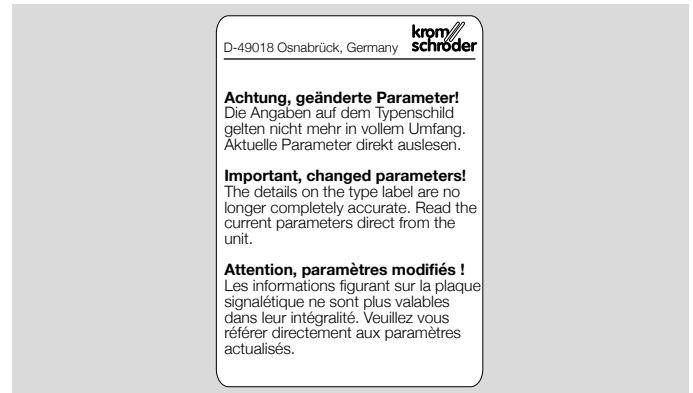 D-49018 Osnabrück, Germany
krom
schröder
Achtung, geänderte Parameter!
Die Angaben auf dem Typenschild
gelten nicht mehr in vollem Umfang.
Aktuelle Parameter direkt auslesen.
Important, changed parameters!
The details on the type label are no
longer completely accurate. Read the
current parameters direct from the
unit.
Attention, paramètres modifiés !
Les informations figurant sur la plaque
signalétique ne sont plus valables
dans leur intégralité. Veuillez vous
référer directement aux paramètres
actualisés.